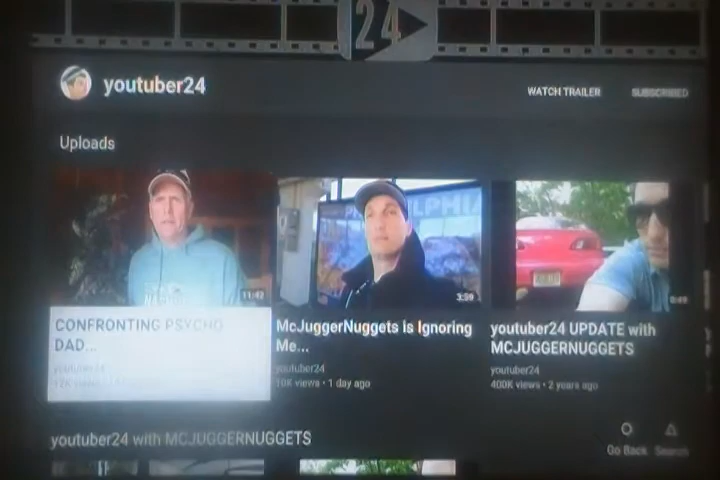 24
youtuber24
WATCH TRAILER
SUBSCRIBED
Uploads
PHILADELPHIA
11:42
3:59
CONFRONTING PSYCHO
DAD...
McJuggerNuggets is Ignoring
Me...
youtuber24
10K views • 1 day ago
youtuber24 UPDATE with
MCJUGGERNUGGETS
youtuber24
400K views • 2 years ago
youtuber24 with MCJUGGERNUGGETS
Go Back
Search